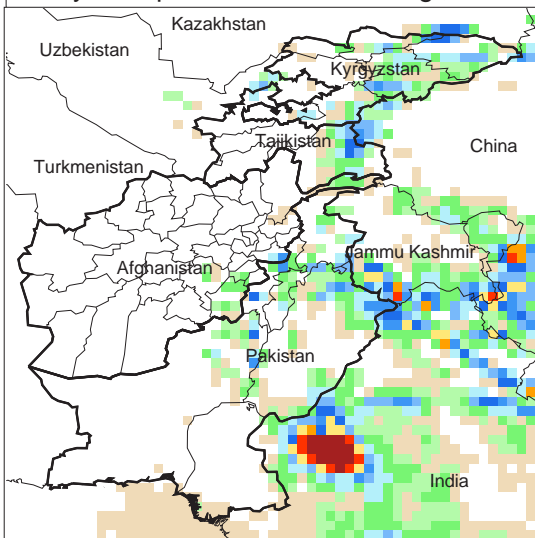 Kazakhstan
Uzbekistan
Kyrgyzstan
Tajikistan
China
Turkmenistan
Jammu Kashmir
Afghanistan
Pakistan
India